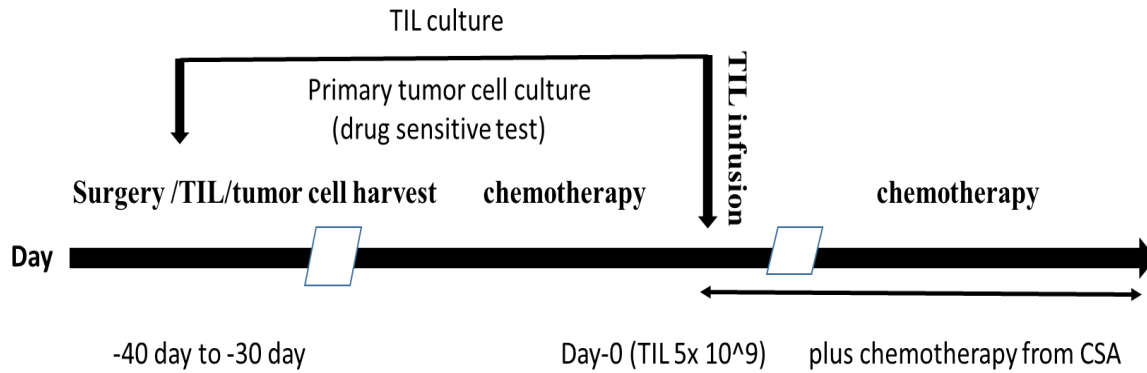 TIL culture
Primary tumor cell culture
(drug sensitive test)
TIL infusion
Surgery /TIL/tumor cell harvest
chemotherapy
chemotherapy
Day
-40 day to -30 day
Day-0 (TIL 5x 10^9)
plus chemotherapy from CSA